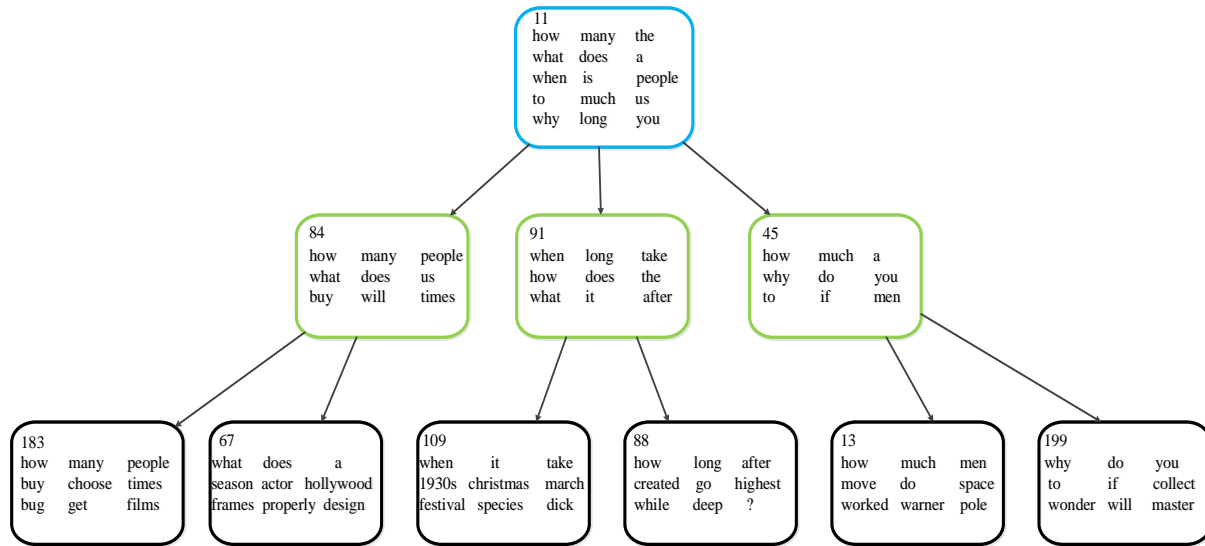 11
how many the
what does a
when is people
to much us
why long you
84
how many people
what does us
buy will times
91
when long take
how does the
what it after
45
how much a
why do you
to if men
183
how many people
buy choose times
bug get films
67
what does a
season actor hollywood
frames properly design
109
when it take
1930s christmas march
festival species dick
88
how long after
created go highest
while deep ?
13
how much men
move do space
worked warner pole
199
why do you
to if collect
wonder will master